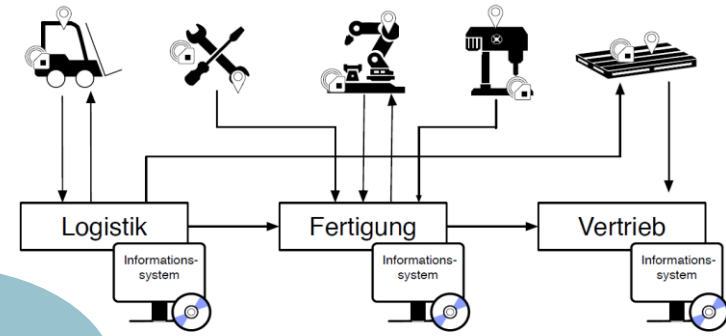 Logistik
Fertigung
Vertrieb
Informations-
system
Informations-
system
Informations-
system